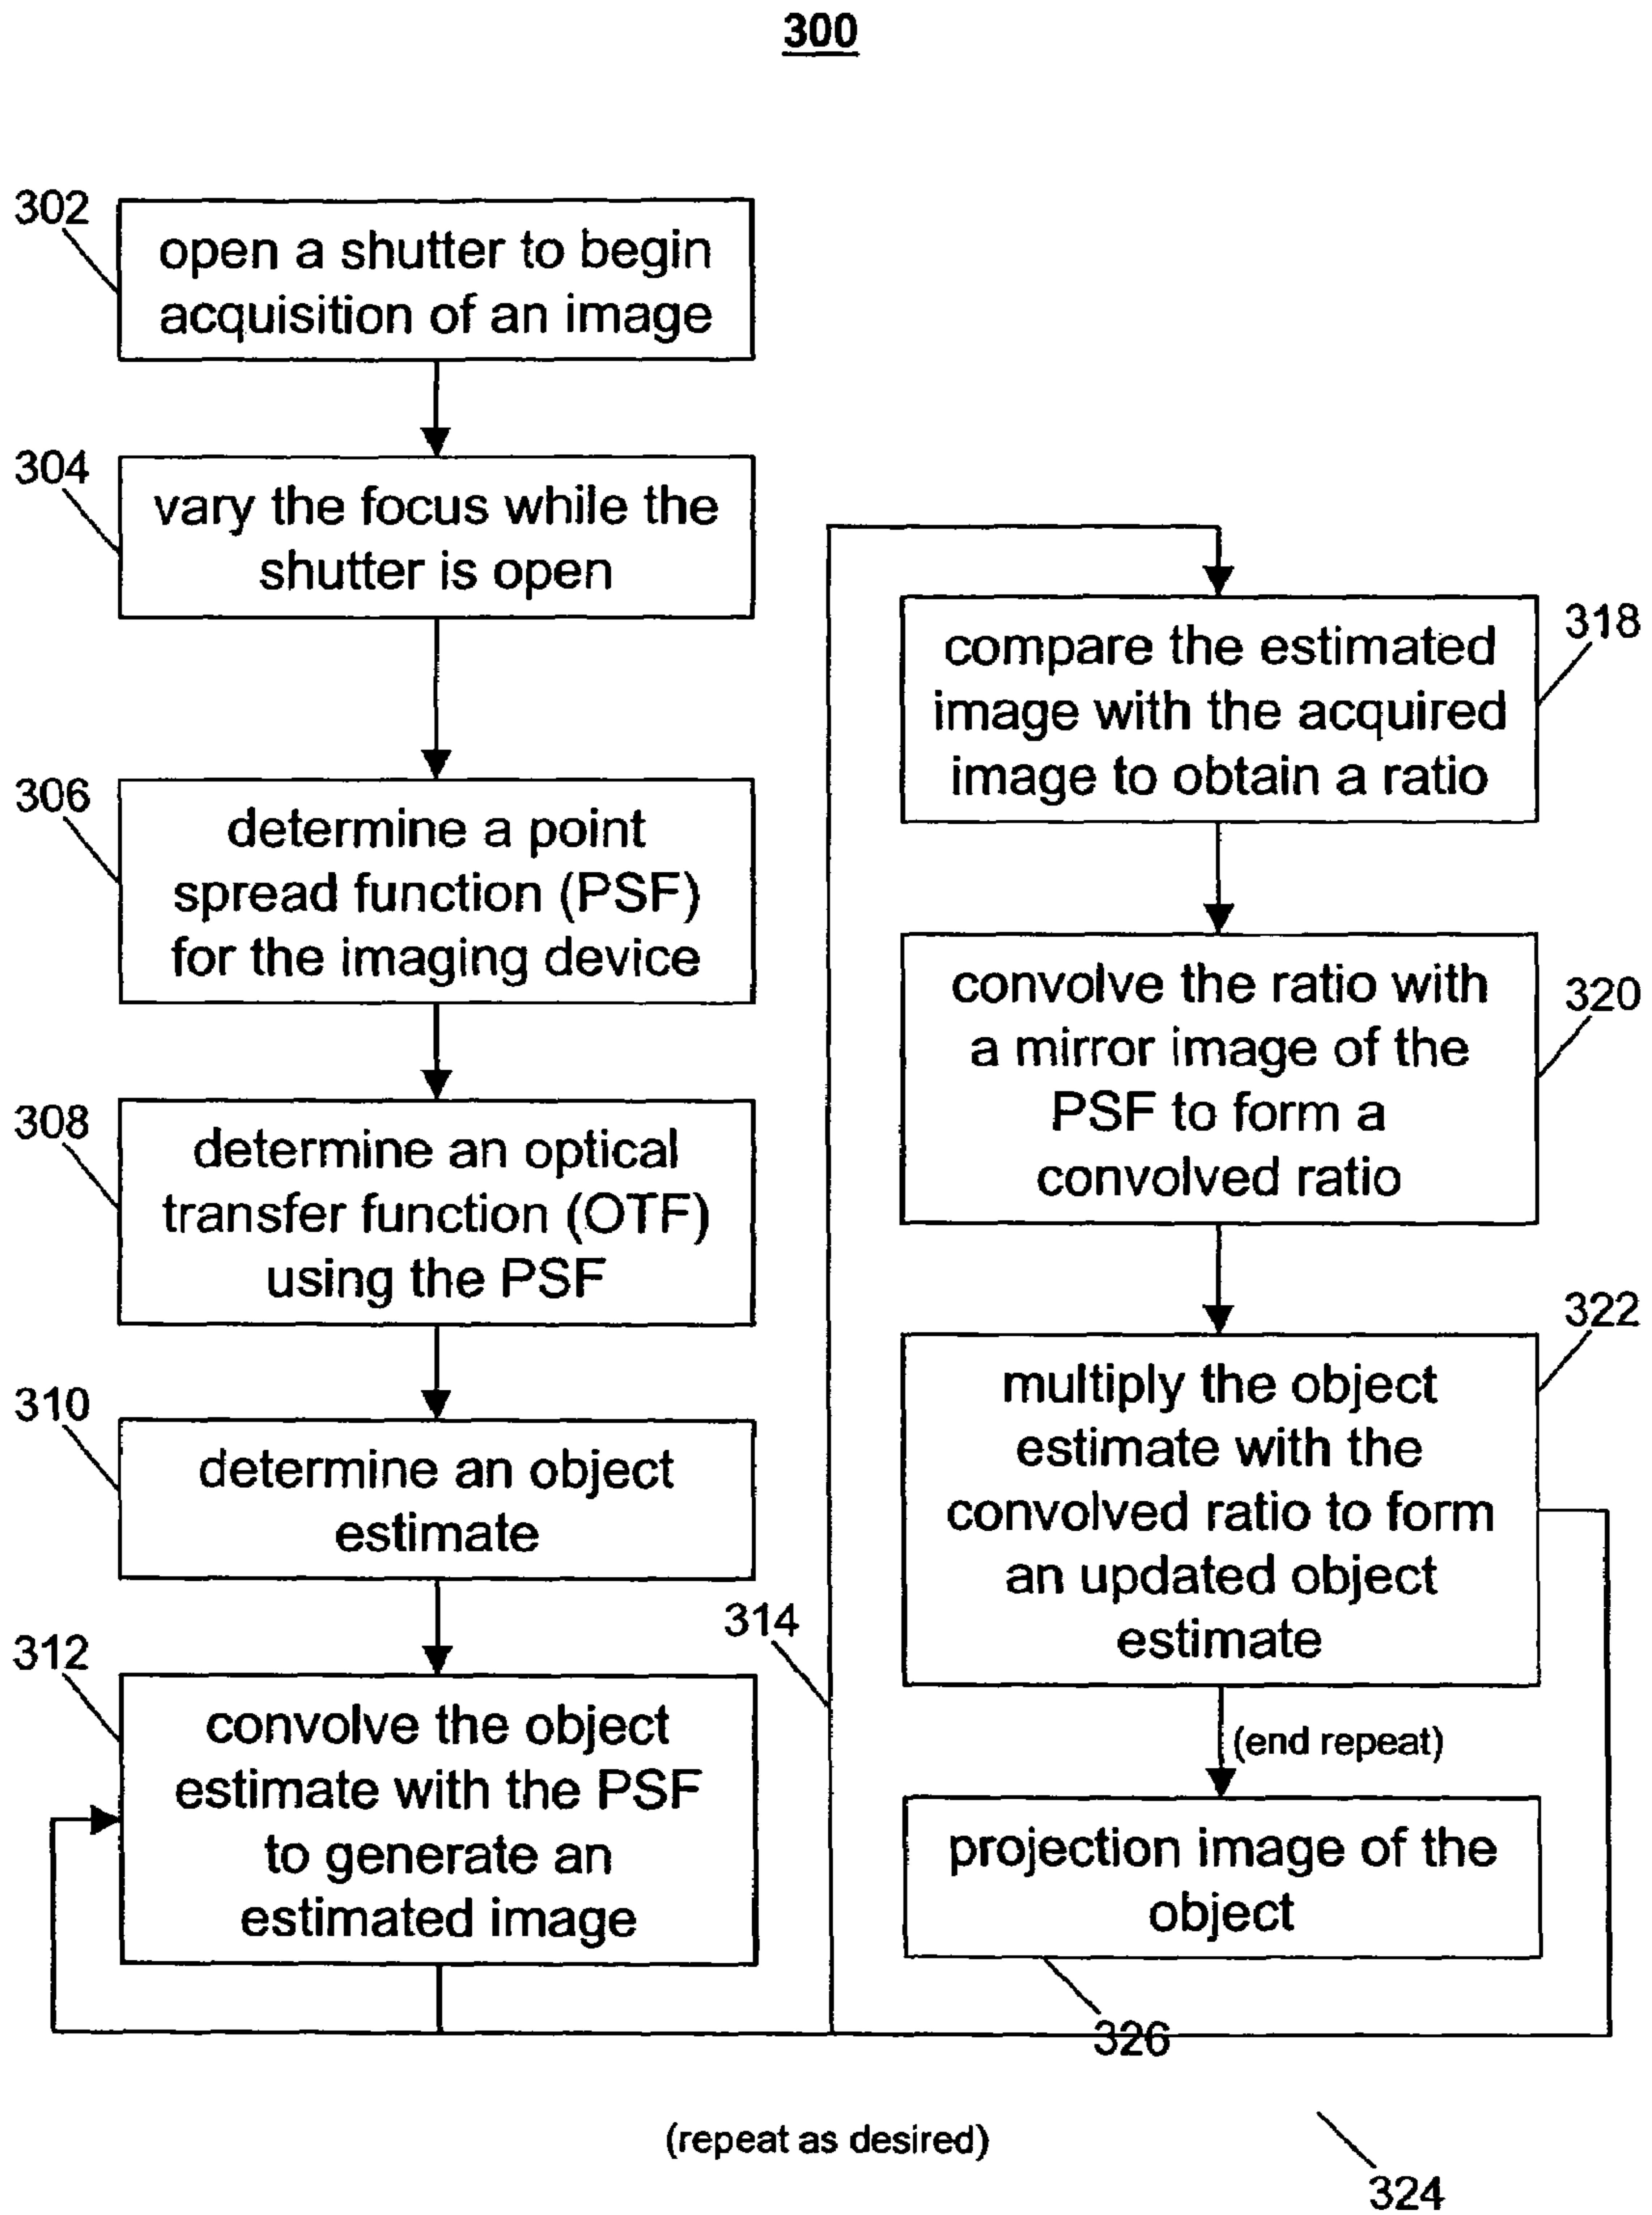 300
302
open a shutter to begin
acquisition of an image
304
vary the focus while the
shutter is open
306
determine a point
spread function (PSF)
for the imaging device
308
determine an optical
transfer function (OTF)
using the PSF
310
determine an object
estimate
312
convolve the object
estimate with the PSF
to generate an
estimated image
314
318
compare the estimated
image with the acquired
image to obtain a ratio
320
convolve the ratio with
a mirror image of the
PSF to form a
convolved ratio
322
multiply the object
estimate with the
convolved ratio to form
an updated object
estimate
(end repeat)
projection image of the
object
326
(repeat as desired)
324